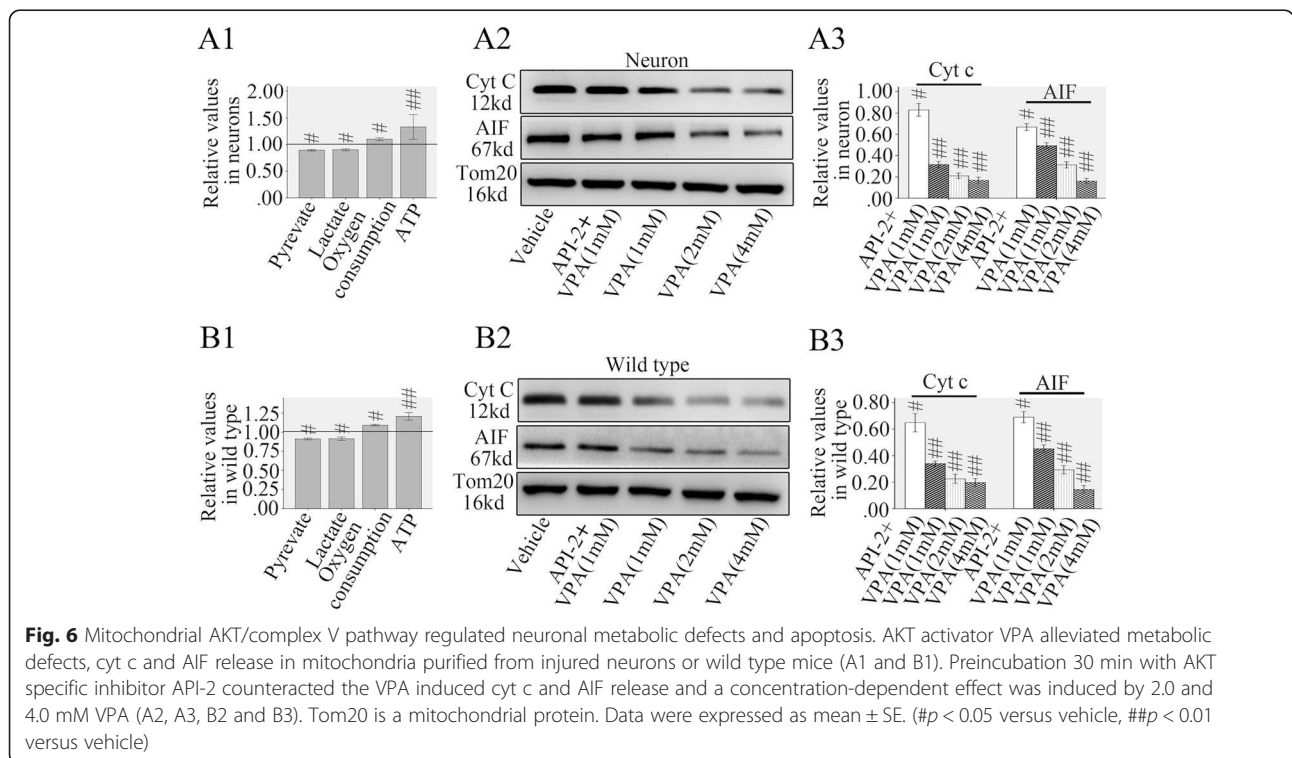 A1
Relative values
in neurons
2.00
1.50
1.00
0.50
.00
#
#
#
##
Pyrevate
Lactate
Oxygen
consumption
ATP
A2
Neuron
Cyt C
12kd
AIF
67kd
Tom20
16kd
Vehicle
API-2+
VPA(1mM)
VPA(1mM)
VPA(2mM)
VPA(4mM)
A3
Relative values
in neuron
1.00
0.80
0.60
0.40
0.20
.00
Cyt c
AIF
#
##
##
##
#
##
##
##
API-2+
VPA(1mM)
VPA(1mM)
VPA(2mM)
VPA(4mM)
API-2+
VPA(1mM)
VPA(1mM)
VPA(2mM)
VPA(4mM)
B1
Relative values
in wild type
1.25
1.00
0.75
0.50
0.25
.00
#
#
#
##
Pyrevate
Lactate
Oxygen
consumption
ATP
B2
Wild type
Cyt C
12kd
AIF
67kd
Tom20
16kd
Vehicle
API-2+
VPA(1mM)
VPA(1mM)
VPA(2mM)
VPA(4mM)
B3
Relative values
in wild type
0.80
0.60
0.40
0.20
.00
Cyt c
AIF
#
##
##
##
#
##
##
##
API-2+
VPA(1mM)
VPA(1mM)
VPA(2mM)
VPA(4mM)
API-2+
VPA(1mM)
VPA(1mM)
VPA(2mM)
VPA(4mM)
Fig. 6 Mitochondrial AKT/complex V pathway regulated neuronal metabolic defects and apoptosis. AKT activator VPA alleviated metabolic
defects, cyt c and AIF release in mitochondria purified from injured neurons or wild type mice (A1 and B1). Preincubation 30 min with AKT
specific inhibitor API-2 counteracted the VPA induced cyt c and AIF release and a concentration-dependent effect was induced by 2.0 and
4.0 mM VPA (A2, A3, B2 and B3). Tom20 is a mitochondrial protein. Data were expressed as mean ± SE. (#p < 0.05 versus vehicle, ##p < 0.01
versus vehicle)